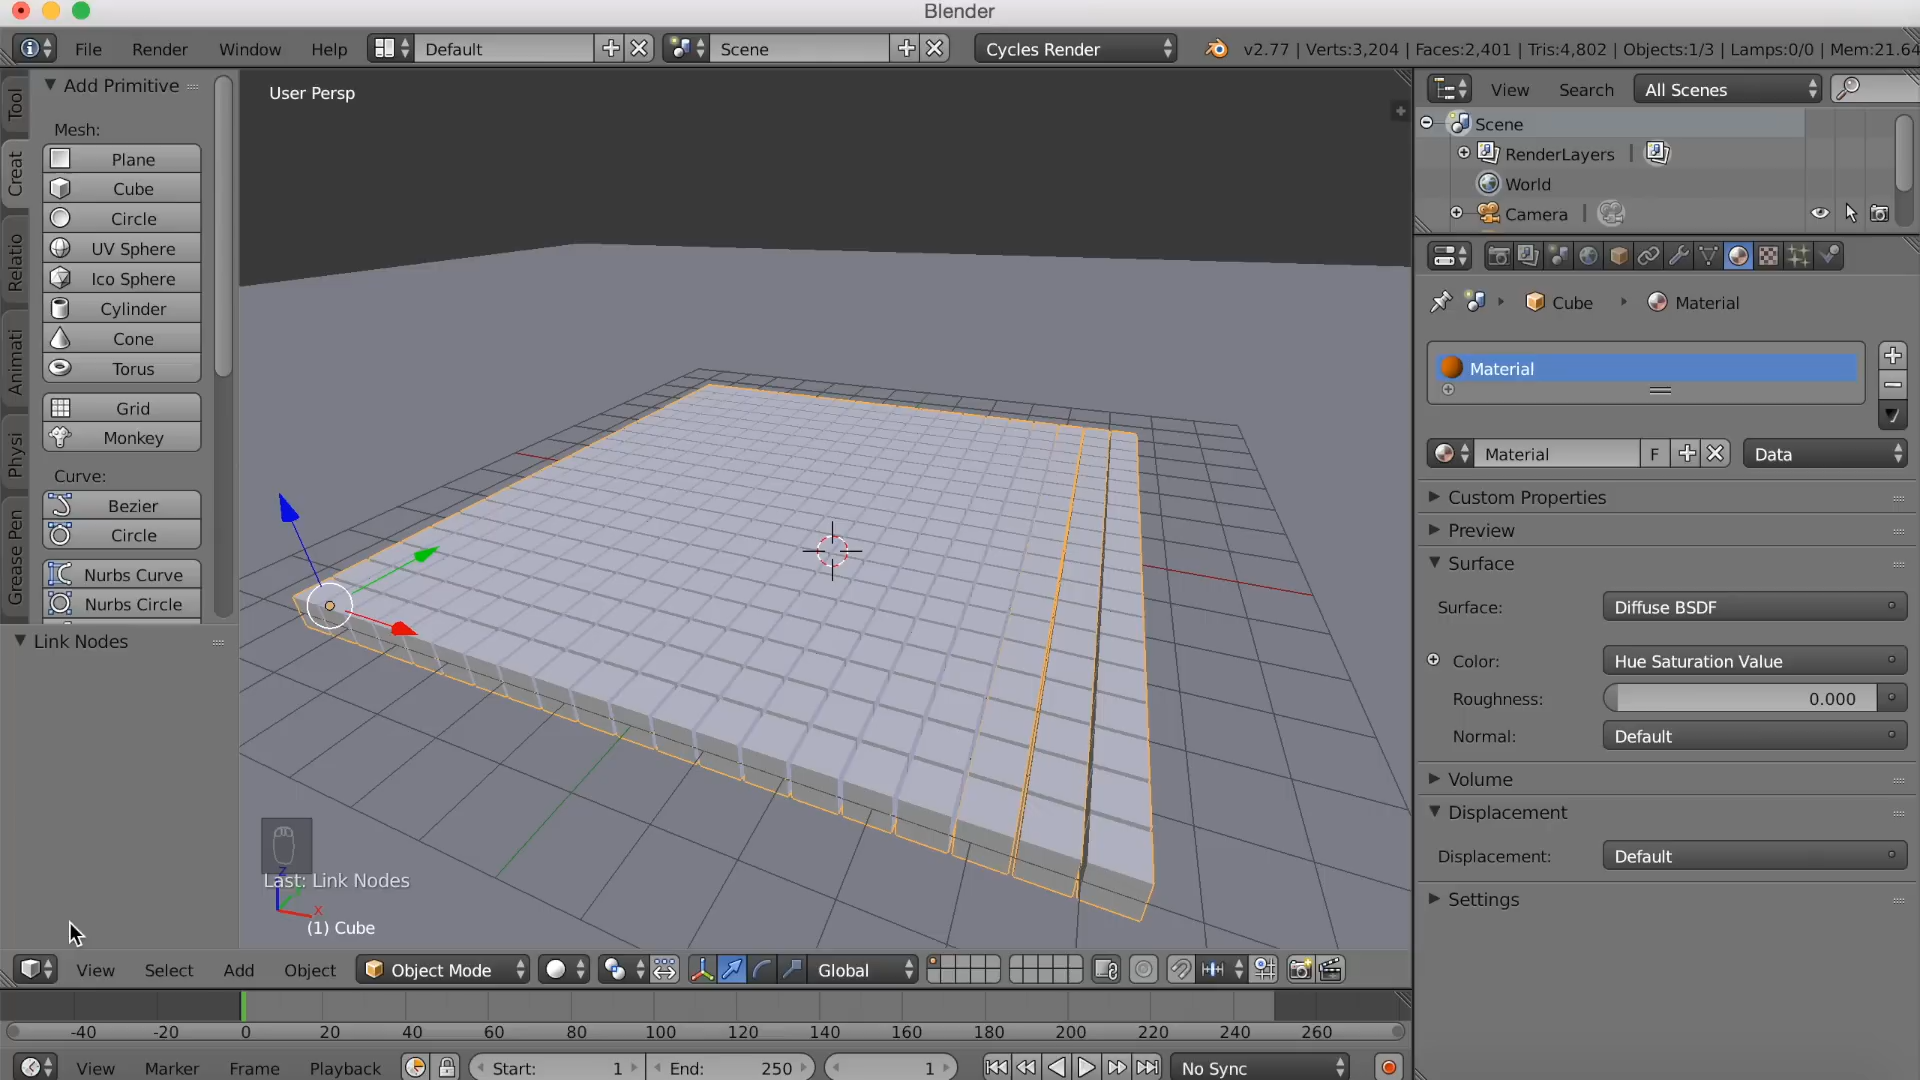 Blender
File Render Window Help Default Scene Cycles Render v2.77 | Verts:3,204 | Faces:2,401 | Tris:4,802 | Objects:1/3 | Lamps:0/0 | Mem:21.64
Tool
Creat
Relatio
Animati
Physi
Grease Pen
Add Primitive
Mesh:
Plane
Cube
Circle
UV Sphere
Ico Sphere
Cylinder
Cone
Torus
Grid
Monkey
Curve:
Bezier
Circle
Nurbs Curve
Nurbs Circle
Link Nodes
User Persp
Last: Link Nodes
z
x
(1) Cube
View Search All Scenes
Scene
RenderLayers
World
Camera
Cube Material
Material
Material F Data
Custom Properties
Preview
Surface
Surface: Diffuse BSDF
Color: Hue Saturation Value
Roughness: 0.000
Normal: Default
Volume
Displacement
Displacement: Default
Settings
View Select Add Object Object Mode Global
-40 -20 0 20 40 60 80 100 120 140 160 180 200 220 240 260
View Marker Frame Playback Start: 1 End: 250 1 No Sync